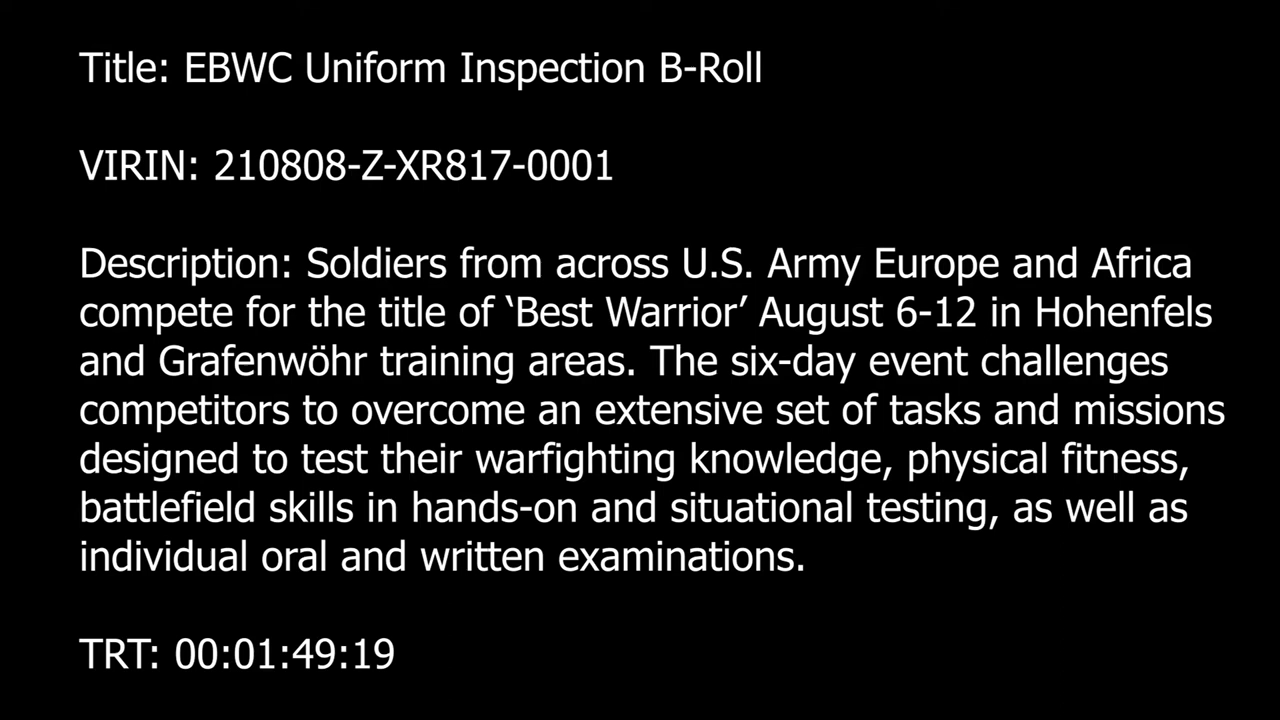 Title: EBWC Uniform Inspection B-Roll
VIRIN: 210808-Z-XR817-0001
Description: Soldiers from across U.S. Army Europe and Africa
compete for the title of ‘Best Warrior’ August 6-12 in Hohenfels
and Grafenwöhr training areas. The six-day event challenges
competitors to overcome an extensive set of tasks and missions
designed to test their warfighting knowledge, physical fitness,
battlefield skills in hands-on and situational testing, as well as
individual oral and written examinations.
TRT: 00:01:49:19